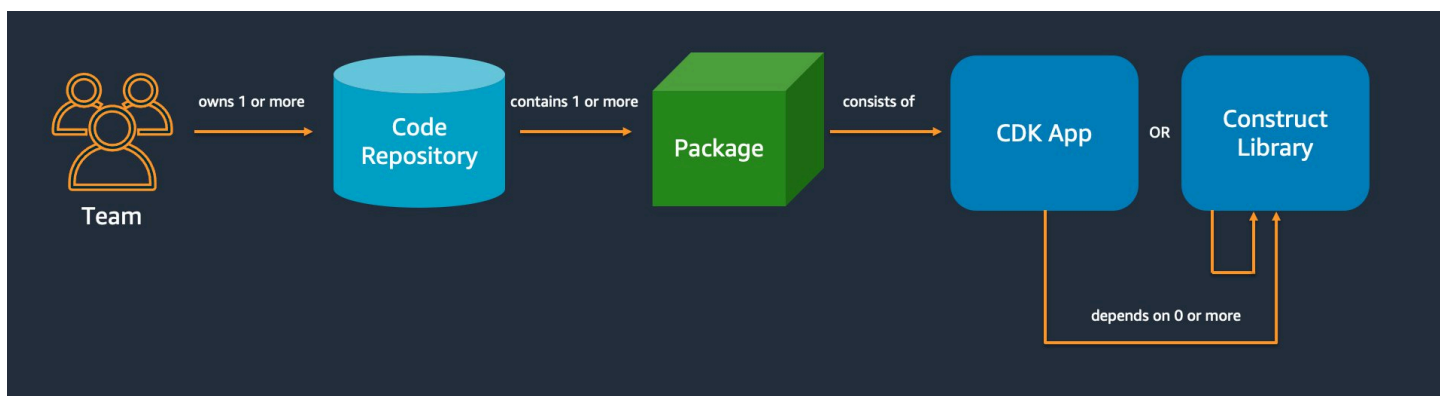 Team
owns 1 or more
Code
Repository
contains 1 or more
Package
consists of
CDK App
OR
Construct
Library
depends on 0 or more